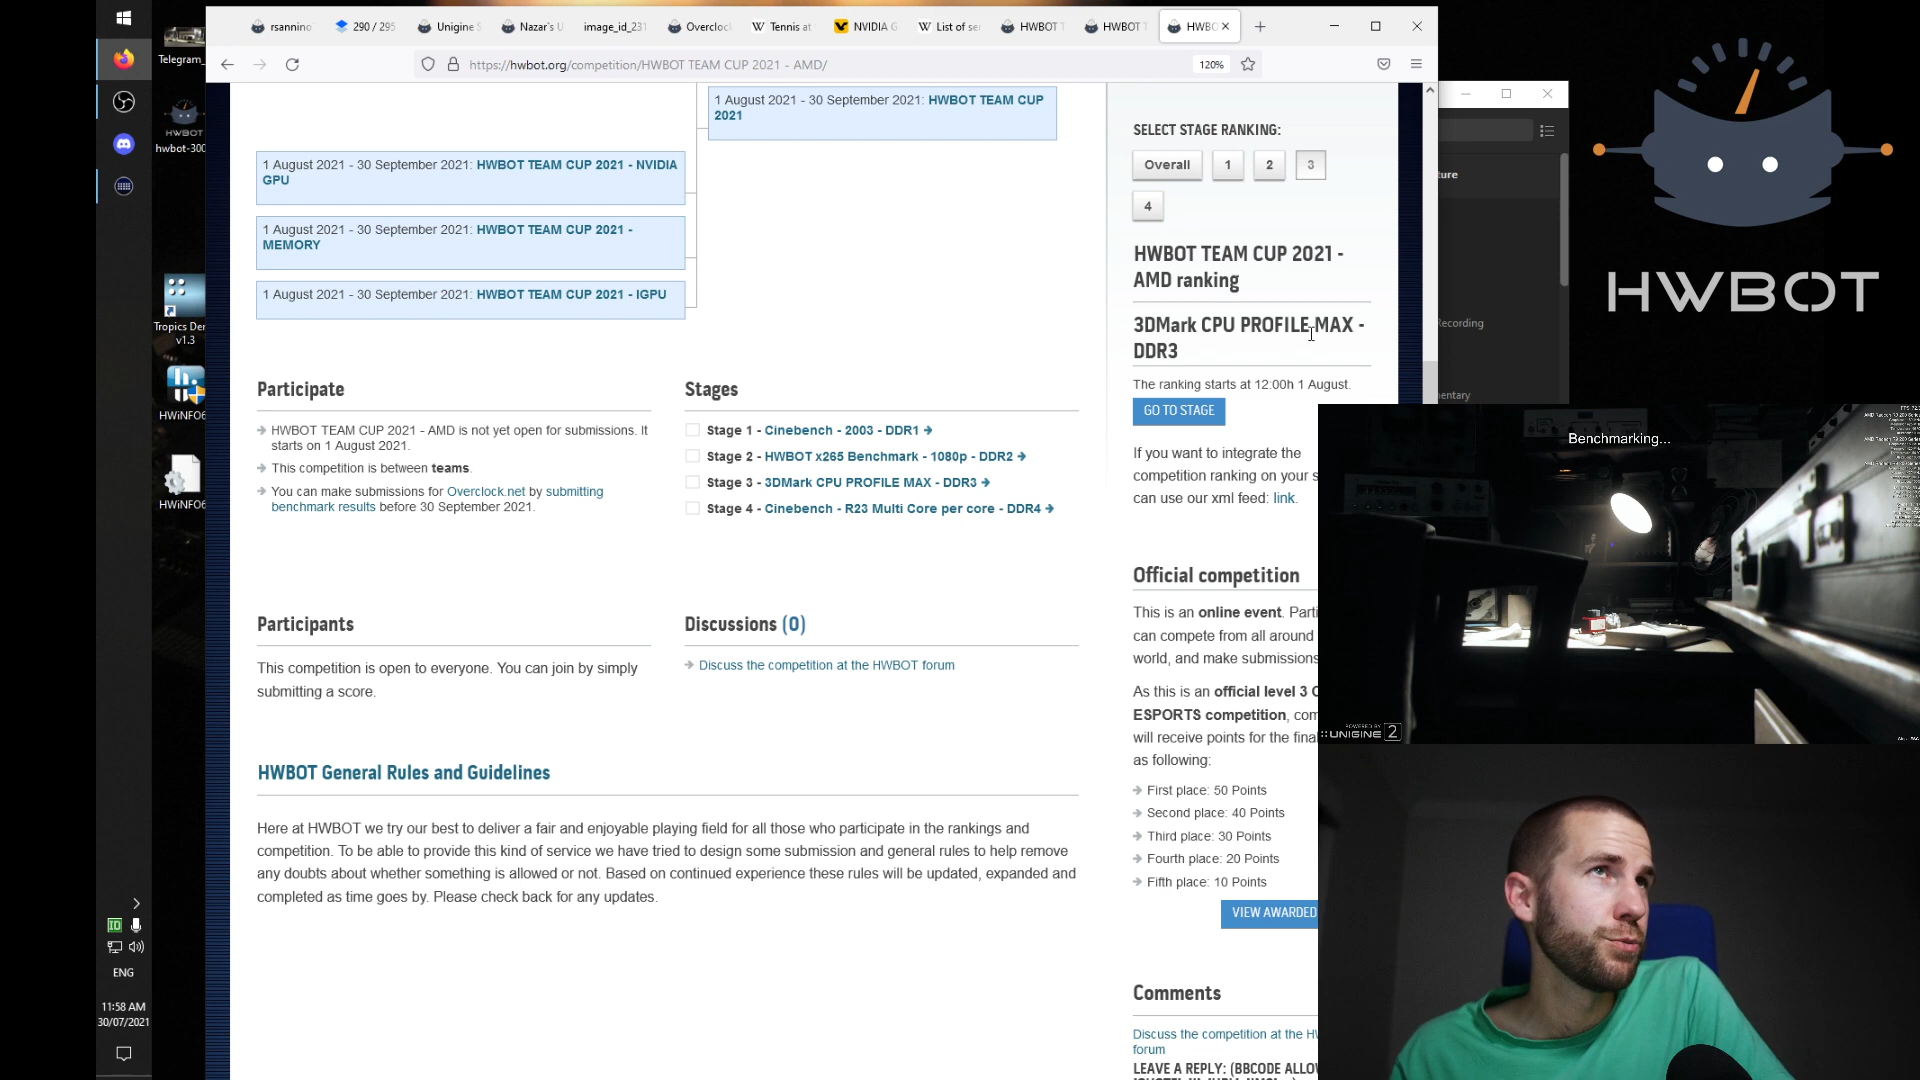 rsannino
290 / 295
Unigine S
Nazar's U
image_id_231
Overcloc
Tennis at
NVIDIA G
List of se
HWBOT T
HWBOT T
HWBO
https://hwbot.org/competition/HWBOT TEAM CUP 2021 - AMD/
120%
Telegram_
hwbot-300
Tropics Der
v1.3
HWiNFO6
HWiNFO6
1 August 2021 - 30 September 2021: HWBOT TEAM CUP
2021
1 August 2021 - 30 September 2021: HWBOT TEAM CUP 2021 - NVIDIA
GPU
1 August 2021 - 30 September 2021: HWBOT TEAM CUP 2021 -
MEMORY
1 August 2021 - 30 September 2021: HWBOT TEAM CUP 2021 - IGPU
Participate
HWBOT TEAM CUP 2021 - AMD is not yet open for submissions. It
starts on 1 August 2021.
This competition is between teams.
You can make submissions for Overclock.net by submitting
benchmark results before 30 September 2021.
Stages
Stage 1 - Cinebench - 2003 - DDR1
Stage 2 - HWBOT x265 Benchmark - 1080p - DDR2
Stage 3 - 3DMark CPU PROFILE MAX - DDR3
Stage 4 - Cinebench - R23 Multi Core per core - DDR4
Participants
This competition is open to everyone. You can join by simply
submitting a score.
Discussions (0)
Discuss the competition at the HWBOT forum
HWBOT General Rules and Guidelines
Here at HWBOT we try our best to deliver a fair and enjoyable playing field for all those who participate in the rankings and
competition. To be able to provide this kind of service we have tried to design some submission and general rules to help remove
any doubts about whether something is allowed or not. Based on continued experience these rules will be updated, expanded and
completed as time goes by. Please check back for any updates.
SELECT STAGE RANKING:
Overall 1 2 3
4
HWBOT TEAM CUP 2021 -
AMD ranking
3DMark CPU PROFILE MAX -
DDR3
The ranking starts at 12:00h 1 August.
GO TO STAGE
If you want to integrate the
competition ranking on your s
can use our xml feed: link.
Official competition
This is an online event. Parti
can compete from all around
world, and make submissions
As this is an official level 3 O
ESPORTS competition, com
will receive points for the fina
as following:
First place: 50 Points
Second place: 40 Points
Third place: 30 Points
Fourth place: 20 Points
Fifth place: 10 Points
VIEW AWARDED
Comments
Discuss the competition at the HW
forum
LEAVE A REPLY: (BBCODE ALLO
ture
Recording
mentary
HWBOT
Benchmarking...
POWERED BY
UNIGINE 2
ENG
11:58 AM
30/07/2021